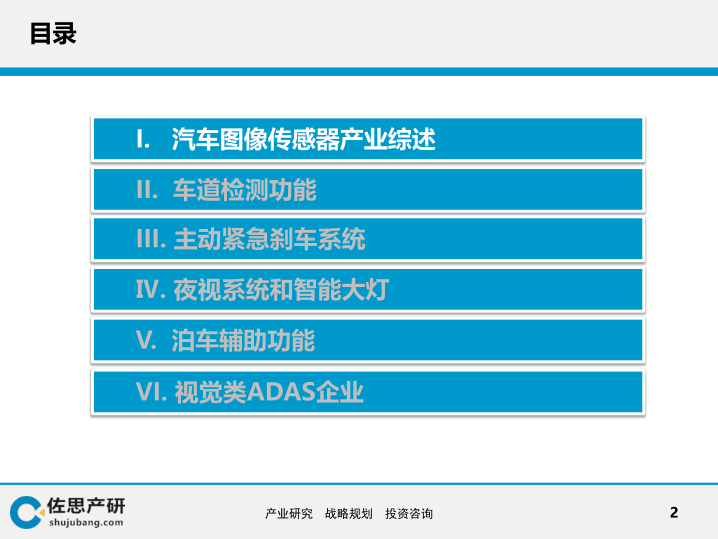 目录
I. 汽车图像传感器产业综述
II. 车道检测功能
III. 主动紧急刹车系统
IV. 夜视系统和智能大灯
V. 泊车辅助功能
VI. 视觉类ADAS企业
佐思产研
shujubang.com
产业研究 战略规划 投资咨询
2